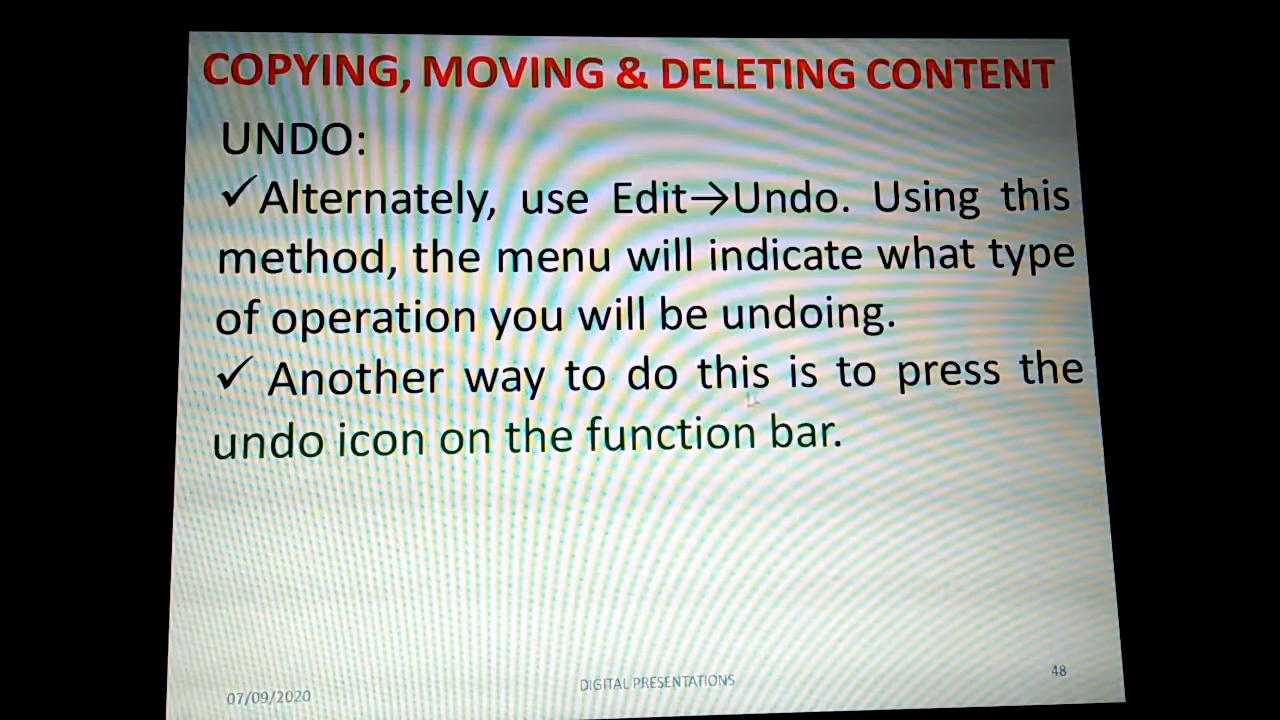 COPYING, MOVING & DELETING CONTENT
UNDO:
✓Alternately, use Edit→Undo. Using this
method, the menu will indicate what type
of operation you will be undoing.
✓ Another way to do this is to press the
undo icon on the function bar.
07/09/2020
DIGITAL PRESENTATIONS
48